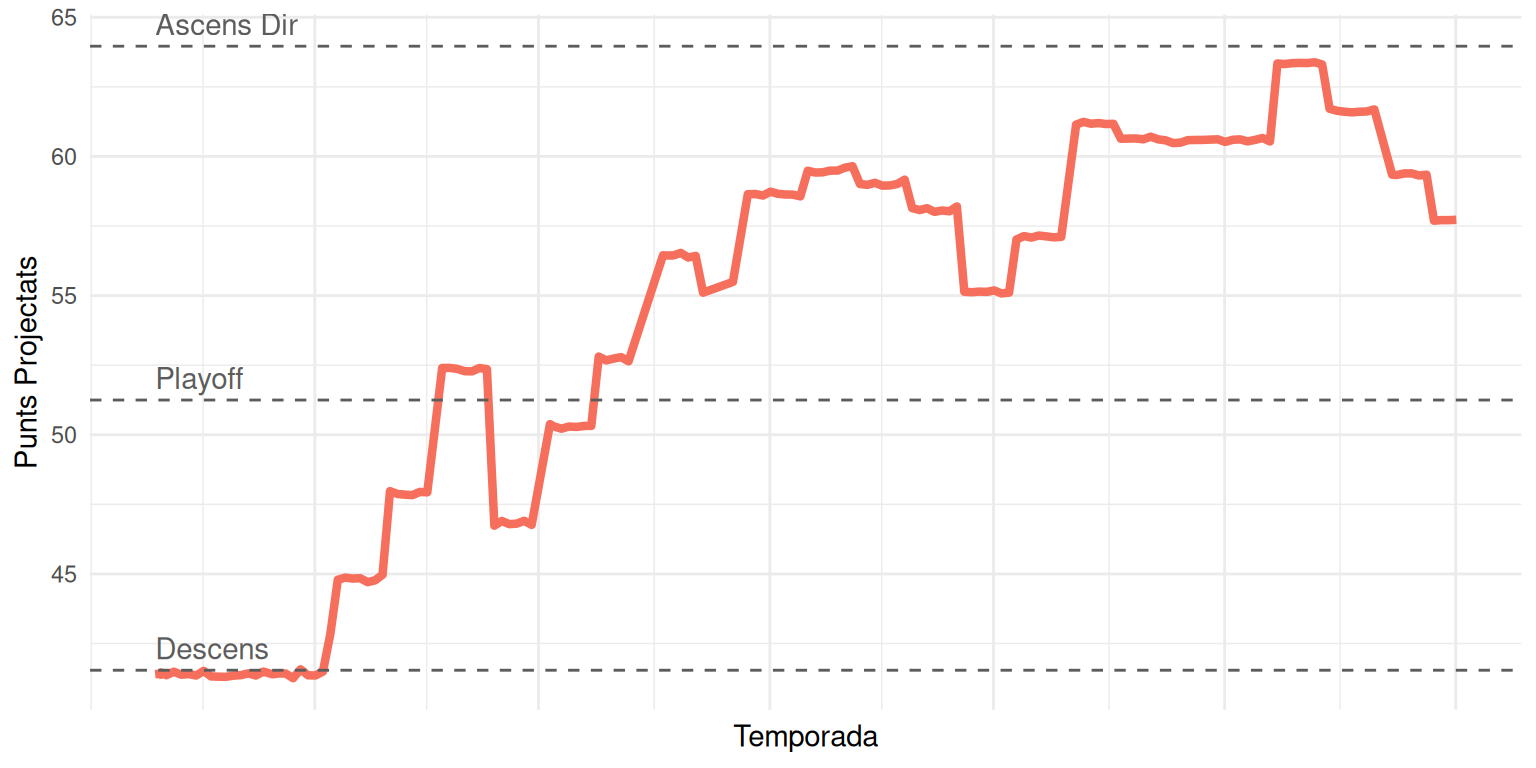 65
Ascens Dir
60
55
Playoff
50
45
Descens
Punts Projectats
Temporada